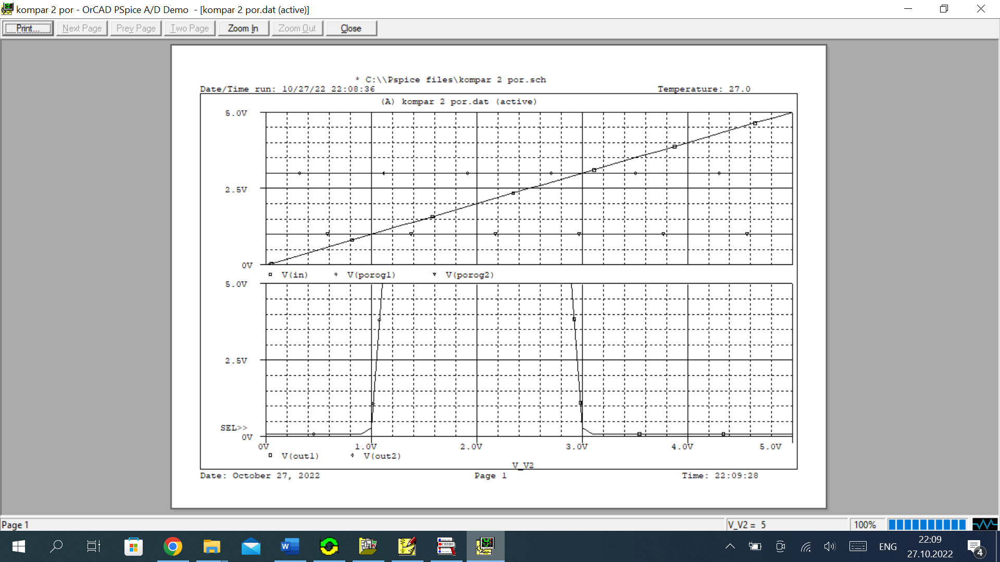 kompar 2 por - OrCAD PSpice A/D Demo - [kompar 2 por.dat (active)]
Print... Next Page Prev Page Two Page Zoom In Zoom Out Close
* C:\\Pspice files\kompar 2 por.sch
Date/Time run: 10/27/22 22:08:36 Temperature: 27.0
(A) kompar 2 por.dat (active)
5.0V
2.5V
0V
V(in) V(porog1) V(porog2)
5.0V
2.5V
SEL>>
0V
0V 1.0V 2.0V 3.0V 4.0V 5.0V
V(out1) V(out2)
V_V2
Date: October 27, 2022 Page 1 Time: 22:09:28
Page 1 V_V2 = 5 100%
ENG
22:09
27.10.2022
4